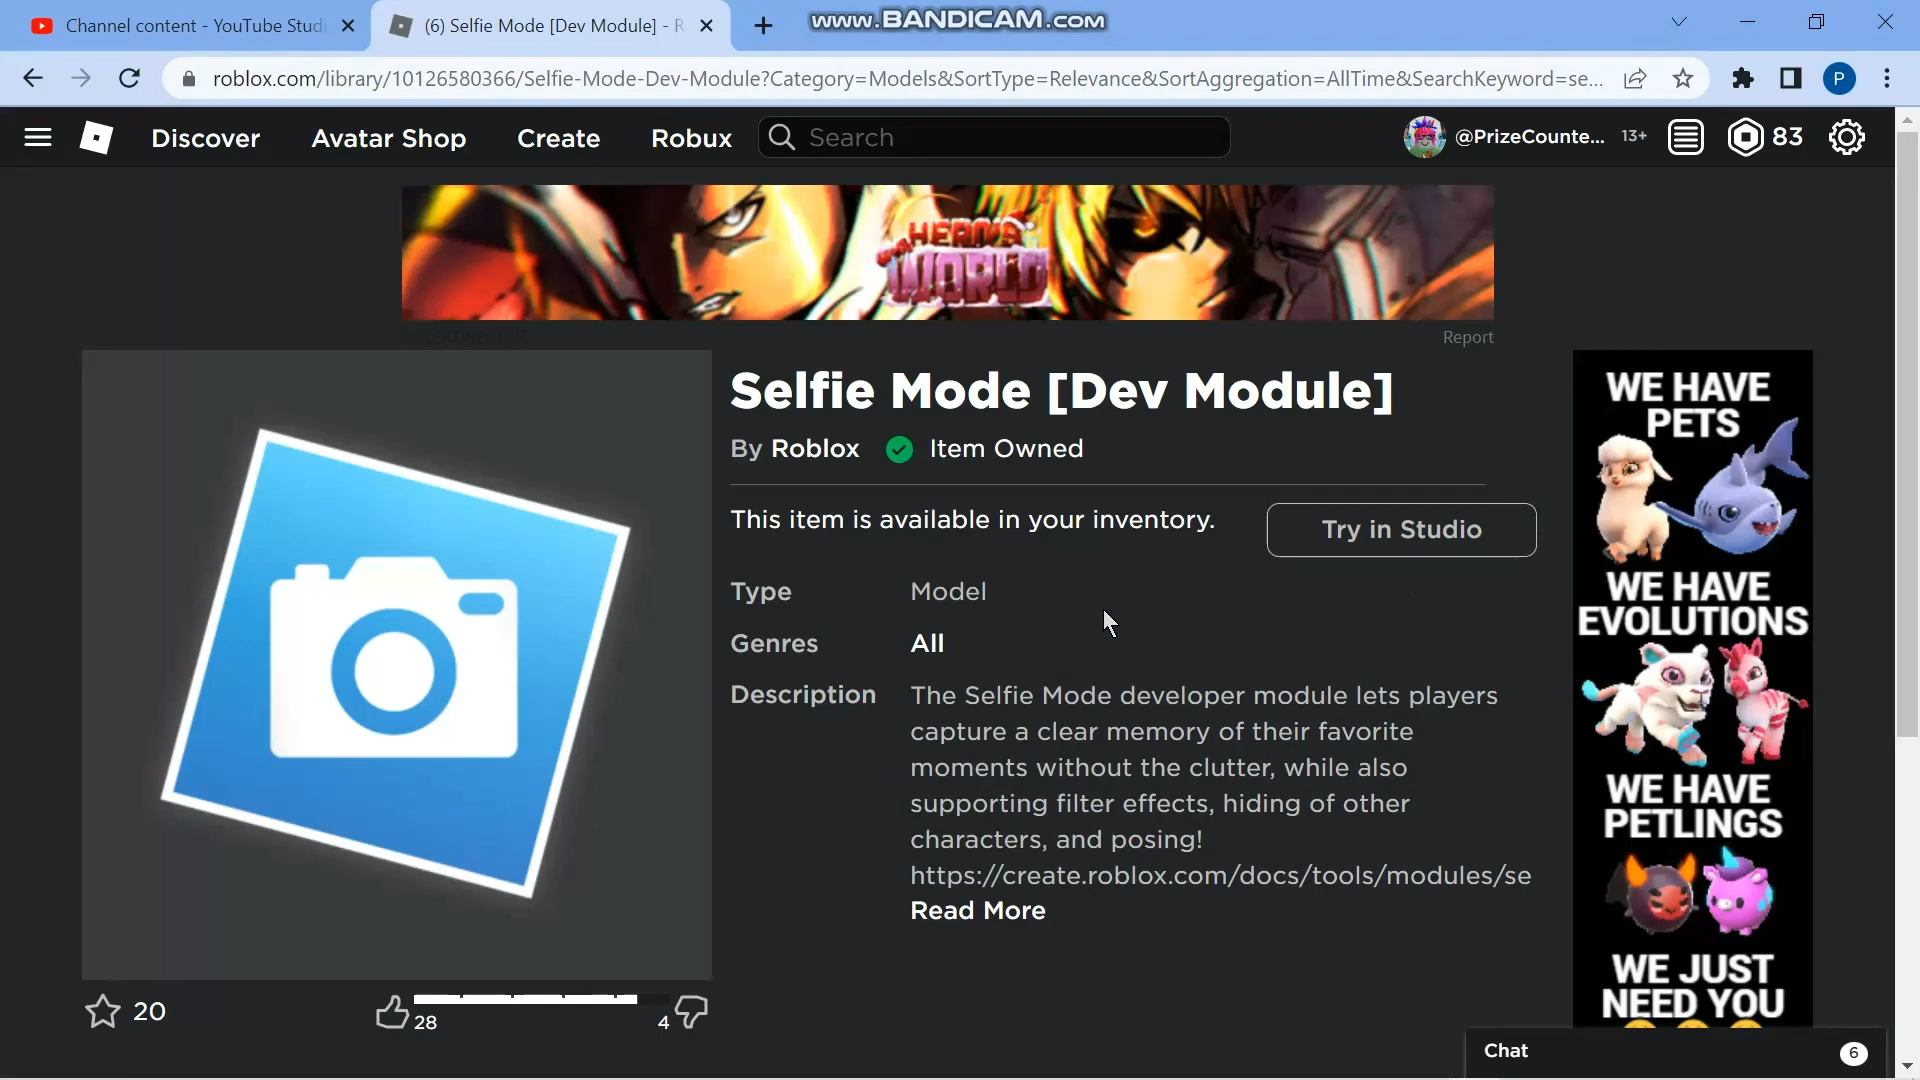 Channel content - YouTube Studi
(6) Selfie Mode [Dev Module] - R
www.BANDICAM.com
roblox.com/library/10126580366/Selfie-Mode-Dev-Module?Category=Models&SortType=Relevance&SortAggregation=AllTime&SearchKeyword=se...
P
Discover
Avatar Shop
Create
Robux
Search
@PrizeCounte...
13+
83
HEROES
WORLD
Report
Selfie Mode [Dev Module]
By Roblox
Item Owned
This item is available in your inventory.
Try in Studio
Type
Model
Genres
All
Description
The Selfie Mode developer module lets players
capture a clear memory of their favorite
moments without the clutter, while also
supporting filter effects, hiding of other
characters, and posing!
https://create.roblox.com/docs/tools/modules/se
Read More
WE HAVE
PETS
WE HAVE
EVOLUTIONS
WE HAVE
PETLINGS
WE JUST
NEED YOU
20
28
4
Chat
6